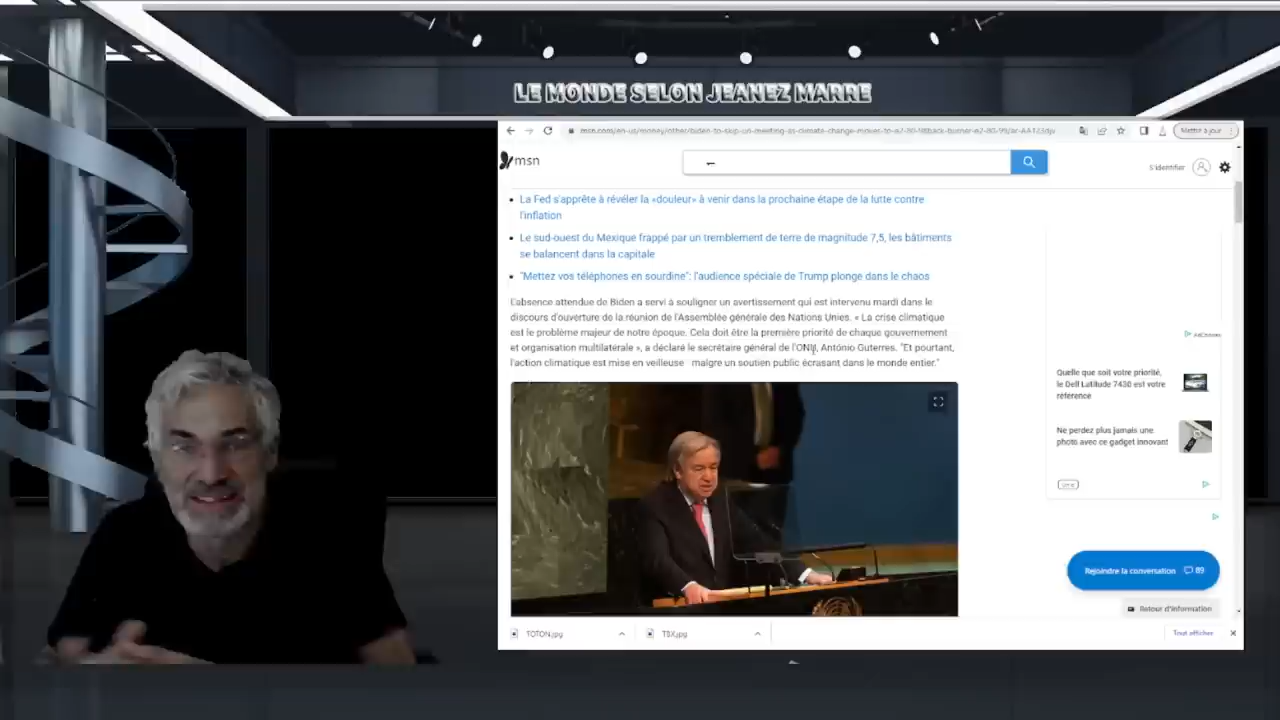 LE MONDE SELON JEANEZ MARRE
Mettre à jour
msn
S'identifier
La Fed s'apprête à révéler la «douleur» à venir dans la prochaine étape de la lutte contre
l'inflation
Le sud-ouest du Mexique frappé par un tremblement de terre de magnitude 7,5, les bâtiments
se balancent dans la capitale
"Mettez vos téléphones en sourdine": l'audience spéciale de Trump plonge dans le chaos
L'absence attendue de Biden a servi à souligner un avertissement qui est intervenu mardi dans le
discours d'ouverture de la réunion de l'Assemblée générale des Nations Unies. « La crise climatique
est le problème majeur de notre époque. Cela doit être la première priorité de chaque gouvernement
et organisation multilatérale », a déclaré le secrétaire général de l'ONU, António Guterres. "Et pourtant,
l'action climatique est mise en veilleuse malgré un soutien public écrasant dans le monde entier."
Quelle que soit votre priorité,
le Dell Latitude 7430 est votre
référence
Ne perdez plus jamais une
photo avec ce gadget innovant
Rejoindre la conversation 89
Retour d'information
TOTON.jpg
TBX.jpg
Tout afficher